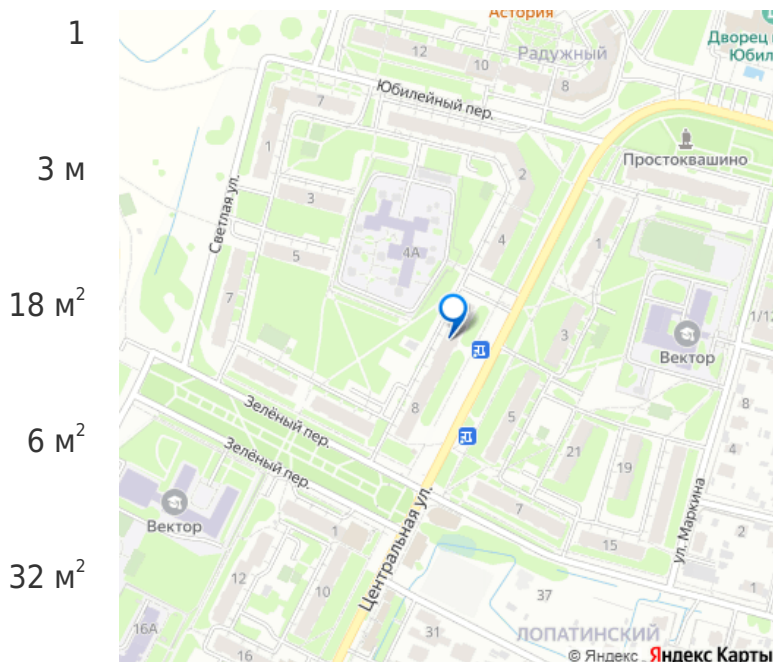 1
3 м
18 м²
6 м²
32 м²
Астория
Дворец
Юбил
Радужный
12
10
8
7
Юбилейный пер.
1
Простоквашино
2
3
Светлая ул.
4А
4
1
5
7
3
1/12
Вектор
8
8
5
21
19
4
Зелёный пер.
Зелёный пер.
Вектор
1
7
15
ул. Маркина
2
1
Центральная ул.
12
10
37
16А
16
31
ЛОПАТИНСКИЙ
© Яндекс Яндекс Карты